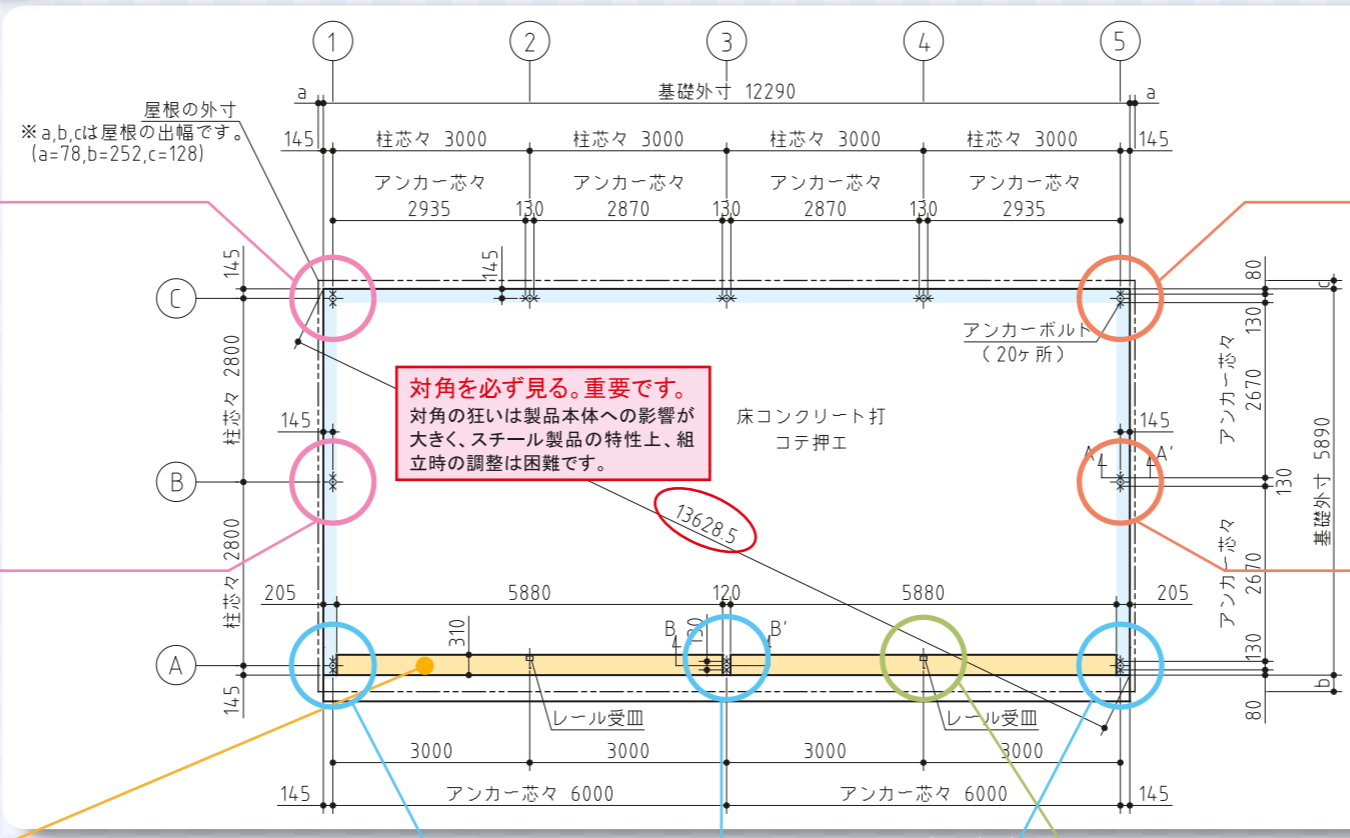 1 2 3 4 5
a 基礎外寸 12290 a
屋根の外寸
※a,b,cは屋根の出幅です。
(a=78,b=252,c=128)
145 柱芯々 3000 柱芯々 3000 柱芯々 3000 柱芯々 3000 145
アンカー芯々 アンカー芯々 アンカー芯々 アンカー芯々
2935 130 2870 130 2870 130 2935
145 145 80 c
C
アンカーボルト
(20ヶ所)
130
柱芯々 2800
アンカー芯々 2670
対角を必ず見る。重要です。
対角の狂いは製品本体への影響が
大きく、スチール製品の特性上、組
立時の調整は困難です。
床コンクリート打
コテ押エ
145 145
A A'
B
130
基礎外寸 5890
13628.5
柱芯々 2800
アンカー芯々 2670
205 5880 120 5880 205
310 B 130 B' 130
A
145 80 b
レール受皿 レール受皿
3000 3000 3000 3000
145 アンカー芯々 6000 アンカー芯々 6000 145